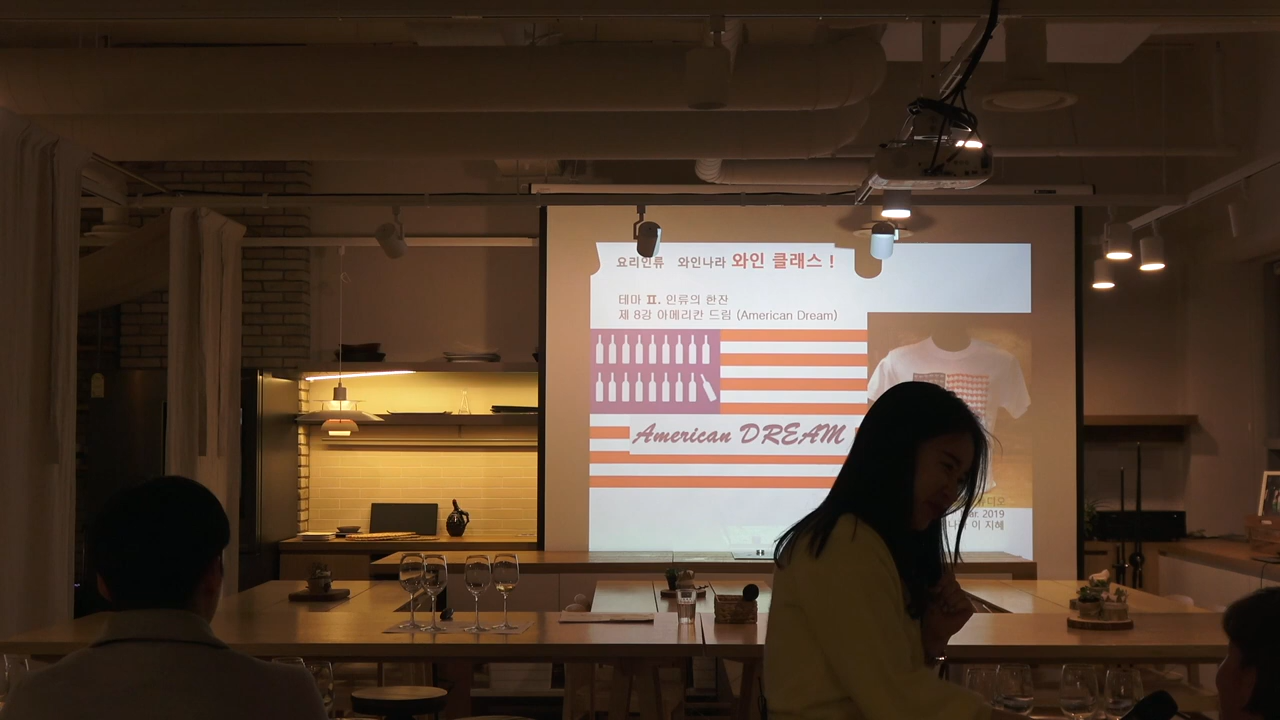 요리인류 와인나라 와인 클래스 !
테마 Ⅱ. 인류의 한잔
제 8강 아메리칸 드림 (American Dream)
American DREAM
2019
이 지혜